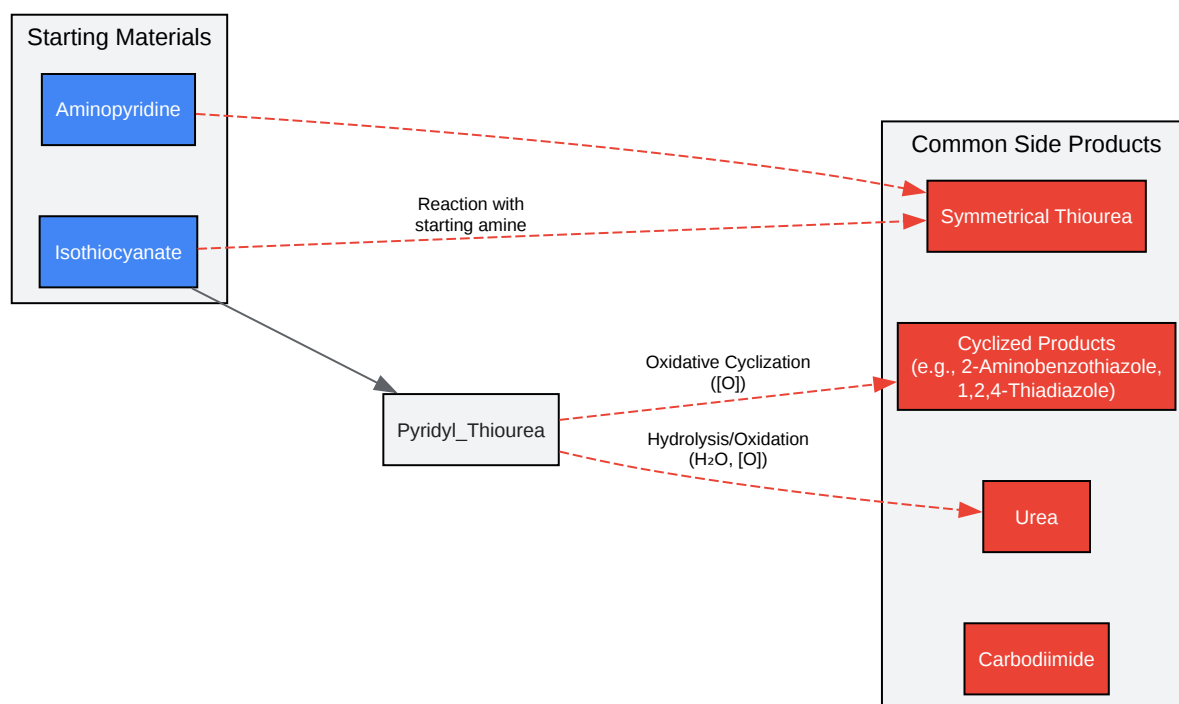 Starting Materials
Aminopyridine
Isothiocyanate
Reaction with
starting amine
Pyridyl_Thiourea
Oxidative Cyclization
([O])
Hydrolysis/Oxidation
(H₂O, [O])
Common Side Products
Symmetrical Thiourea
Cyclized Products
(e.g., 2-Aminobenzothiazole,
1,2,4-Thiadiazole)
Urea
Carbodiimide